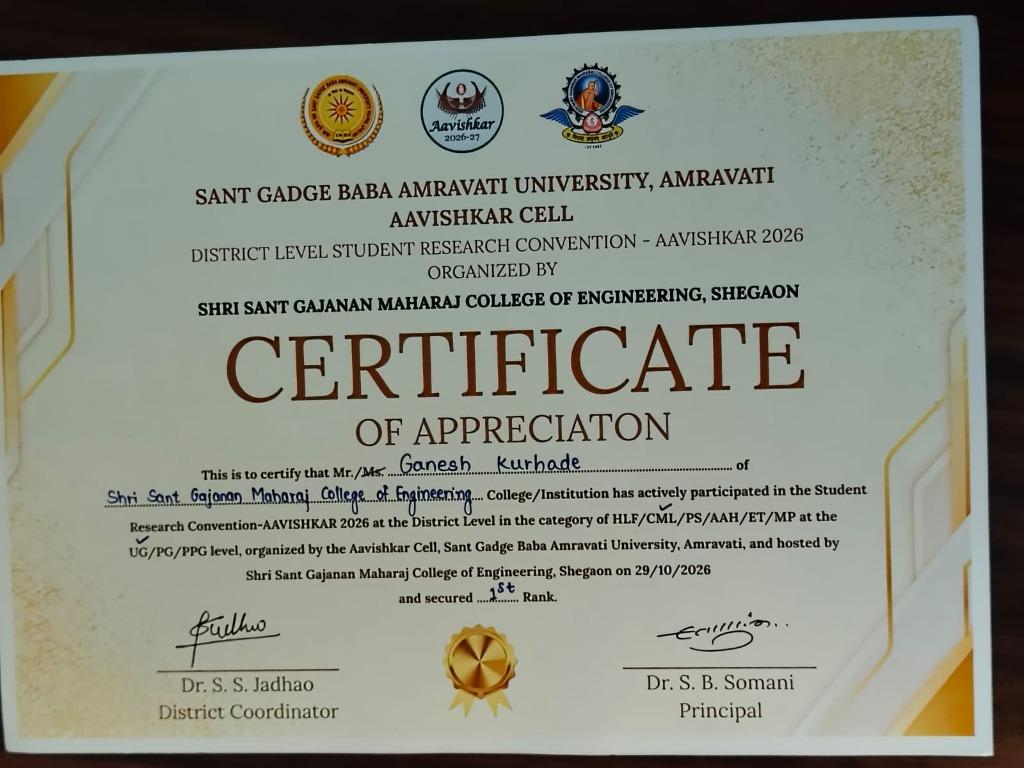 Aavishkar
2026-27
SANT GADGE BABA AMRAVATI UNIVERSITY, AMRAVATI
AAVISHKAR CELL
DISTRICT LEVEL STUDENT RESEARCH CONVENTION - AAVISHKAR 2026
ORGANIZED BY
SHRI SANT GAJANAN MAHARAJ COLLEGE OF ENGINEERING, SHEGAON
CERTIFICATE
OF APPRECIATON
This is to certify that Mr./Ms. Ganesh Kurhade of
Shri Sant Gajanan Maharaj College of Engineering College/Institution has actively participated in the Student
Research Convention-AAVISHKAR 2026 at the District Level in the category of HLF/CML/PS/AAH/ET/MP at the
UG/PG/PPG level, organized by the Aavishkar Cell, Sant Gadge Baba Amravati University, Amravati, and hosted by
Shri Sant Gajanan Maharaj College of Engineering, Shegaon on 29/10/2026
and secured 1st Rank.
Dr. S. S. Jadhao
District Coordinator
Dr. S. B. Somani
Principal